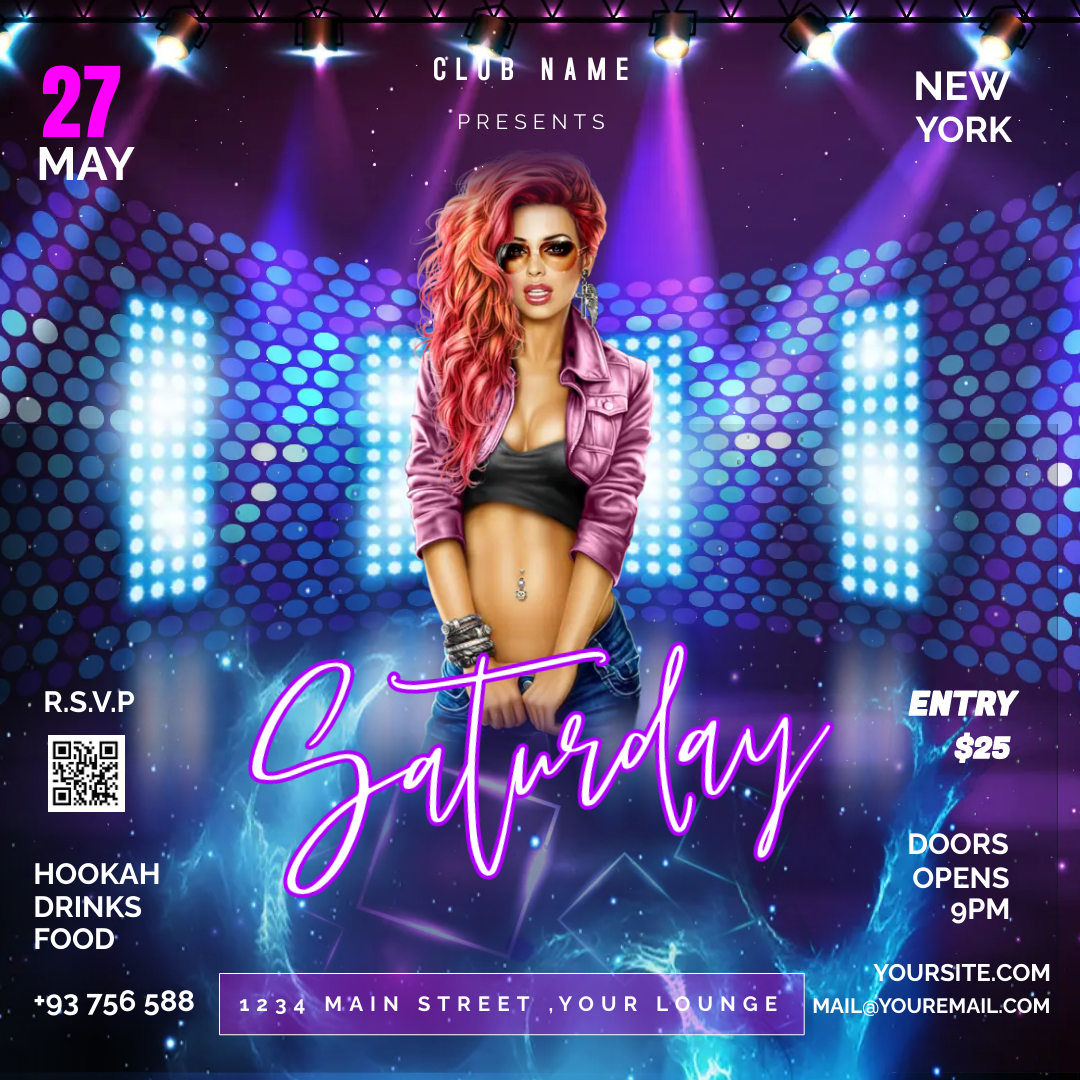 CLUB NAME
PRESENTS
27
MAY
NEW
YORK
Saturday
R.S.V.P
ENTRY
$25
HOOKAH
DRINKS
FOOD
DOORS
OPENS
9PM
+93 756 588
1234 MAIN STREET ,YOUR LOUNGE
YOURSITE.COM
MAIL@YOUREMAIL.COM